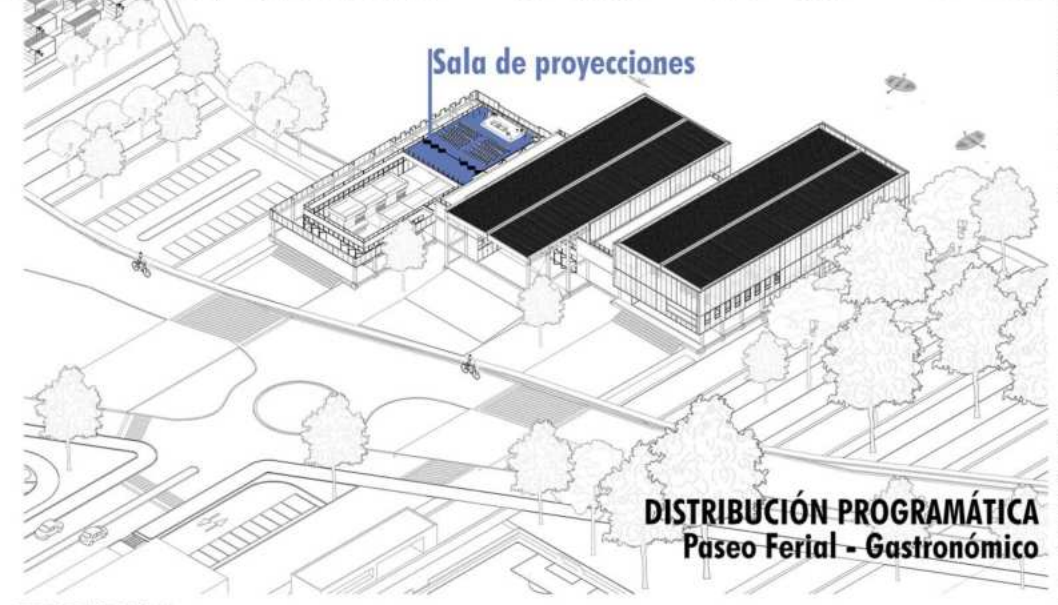 Sala de proyecciones
DISTRIBUCIÓN PROGRAMÁTICA
Paseo Ferial - Gastronómico